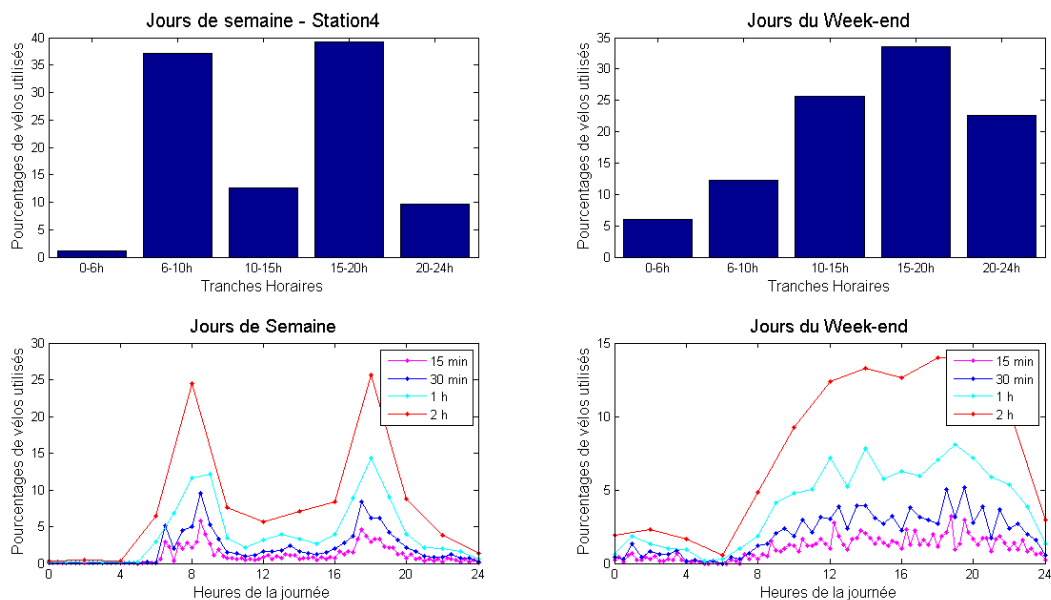 Jours de semaine - Station4
Pourcentages de vélos utilisés
40
35
30
25
20
15
10
5
0
0-6h 6-10h 10-15h 15-20h 20-24h
Tranches Horaires
Jours du Week-end
Pourcentages de vélos utilisés
35
30
25
20
15
10
5
0
0-6h 6-10h 10-15h 15-20h 20-24h
Tranches Horaires
Jours de Semaine
Pourcentages de vélos utilisés
30
25
20
15
10
5
0
0 4 8 12 16 20 24
Heures de la journée
15 min
30 min
1 h
2 h
Jours du Week-end
Pourcentages de vélos utilisés
15
10
5
0
0 4 8 12 16 20 24
Heures de la journée
15 min
30 min
1 h
2 h